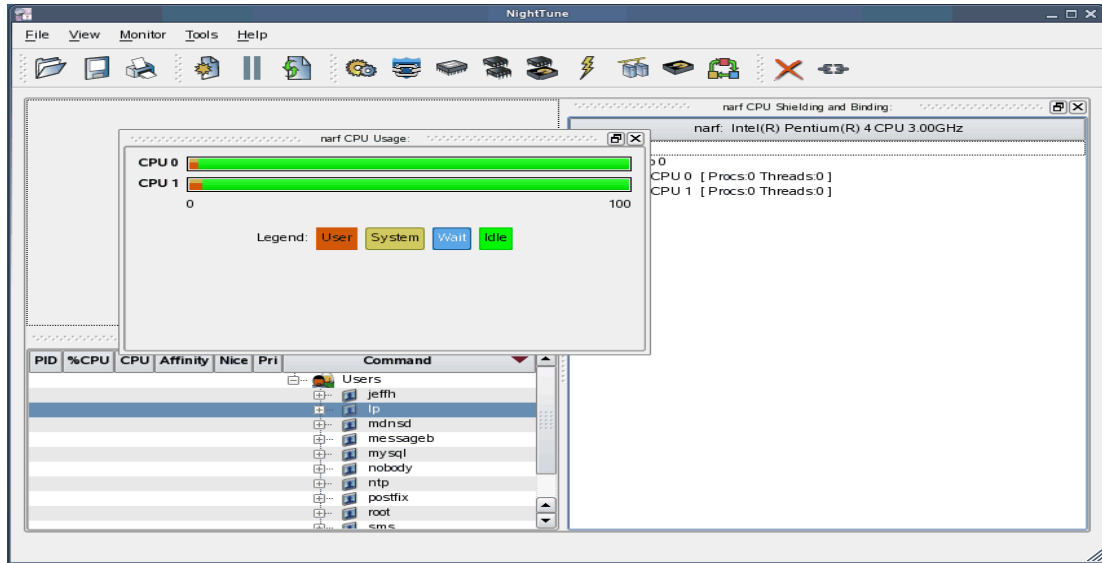 NightTune
File View Monitor Tools Help
narf CPU Usage:
CPU 0
CPU 1
0 100
Legend: User System Wait Idle
narf CPU Shielding and Binding:
narf: Intel(R) Pentium(R) 4 CPU 3.00GHz
0
CPU 0 [ Procs:0 Threads:0 ]
CPU 1 [ Procs:0 Threads:0 ]
PID %CPU CPU Affinity Nice Pri Command
Users
jeffh
lp
mdnsd
messageb
mysql
nobody
ntp
postfix
root
sms